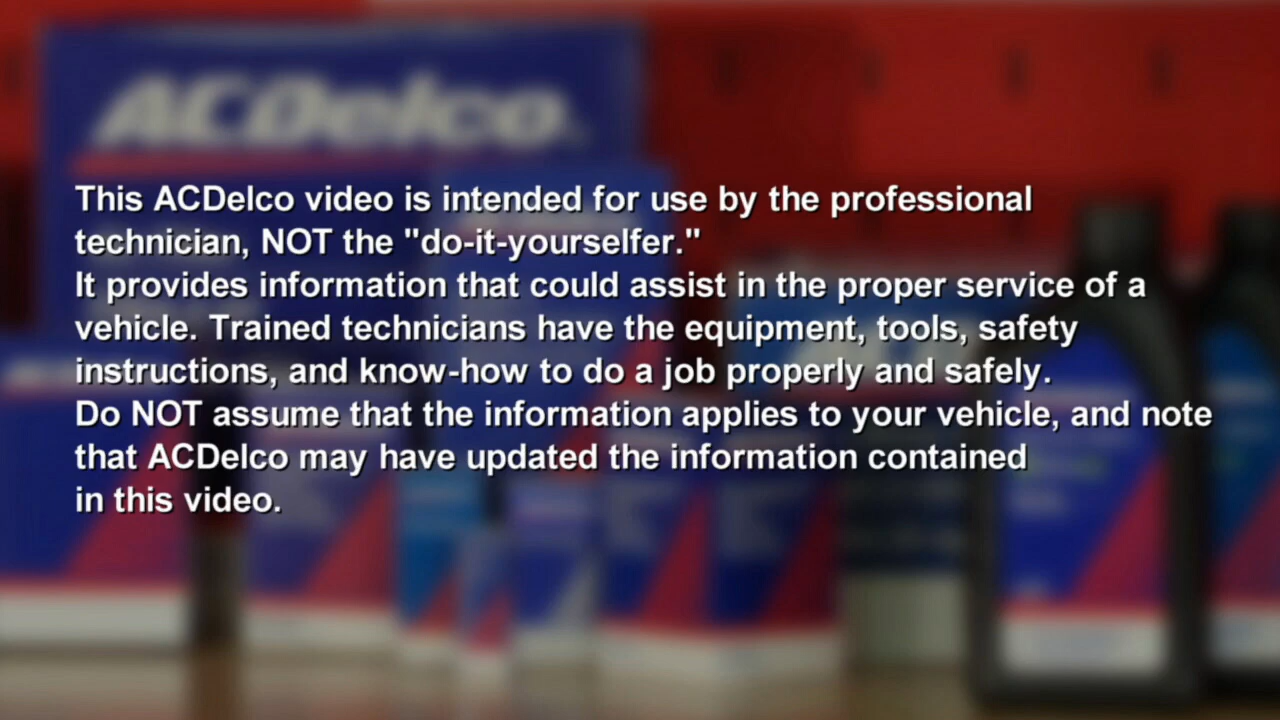 ACDelco
This ACDelco video is intended for use by the professional
technician, NOT the "do-it-yourselfer."
It provides information that could assist in the proper service of a
vehicle. Trained technicians have the equipment, tools, safety
instructions, and know-how to do a job properly and safely.
Do NOT assume that the information applies to your vehicle, and note
that ACDelco may have updated the information contained
in this video.